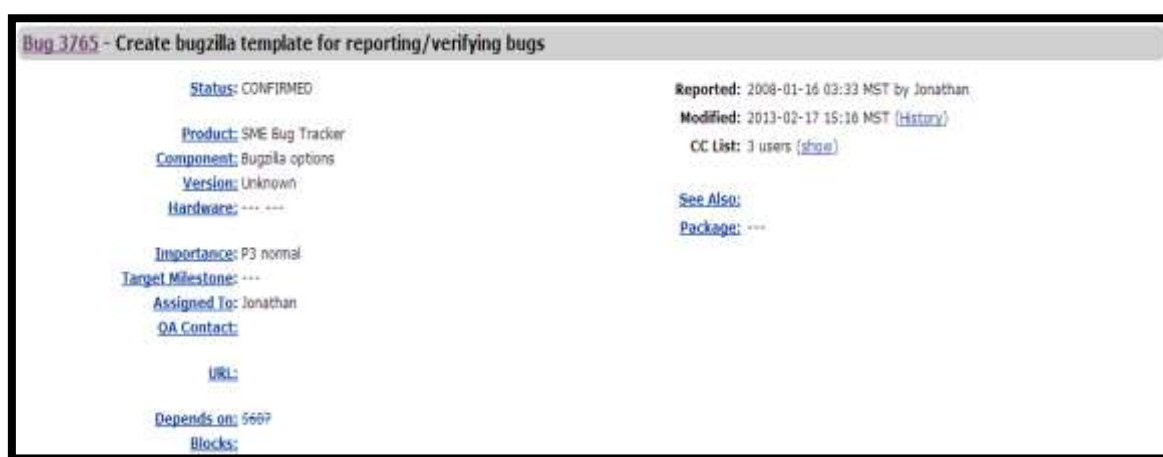 Bug 3765 - Create bugzilla template for reporting/verifying bugs
Status: CONFIRMED
Product: SME Bug Tracker
Component: Bugzilla options
Version: Unknown
Hardware: --- ---
Importance: P3 normal
Target Milestone: ---
Assigned To: Jonathan
QA Contact:
URL:
Depends on:
Blocks:
Reported: 2008-01-16 03:33 MST by Jonathan
Modified: 2013-02-17 15:16 MST (History)
CC List: 3 users (show)
See Also:
Package: ---